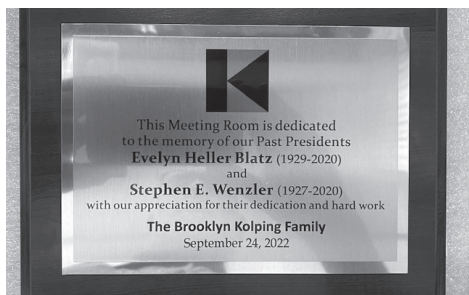 This Meeting Room is dedicated
to the memory of our Past Presidents
Evelyn Heller Blatz (1929-2020)
and
Stephen E. Wenzler (1927-2020)
with our appreciation for their dedication and hard work
The Brooklyn Kolping Family
September 24, 2022